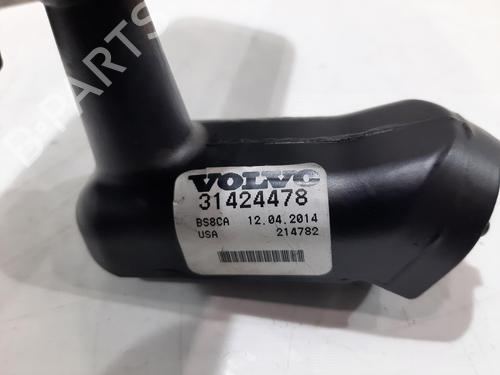 B-PARTS
VOLVO
31424478
BS8CA 12.04.2014
USA 214782